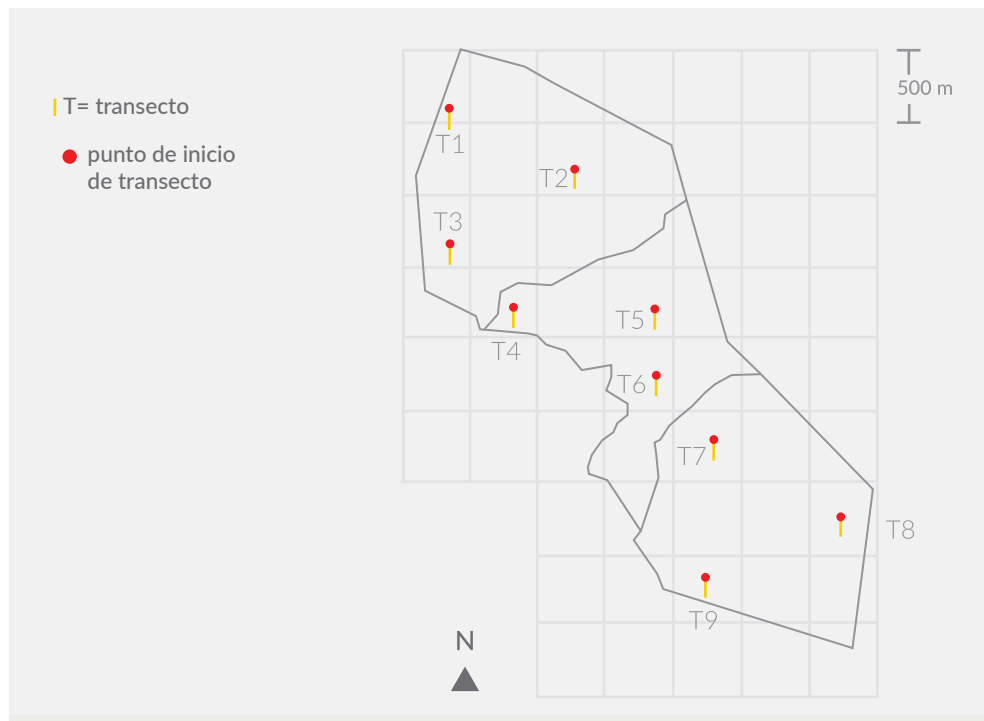 T= transecto
punto de inicio
de transecto
500 m
T1
T2
T3
T4
T5
T6
T7
T8
T9
N